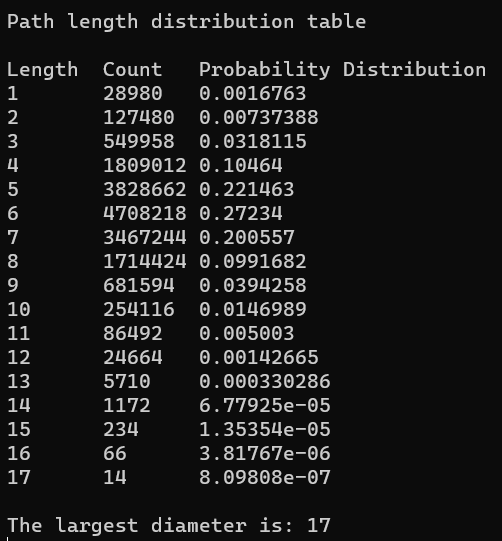 Path length distribution table
Length Count Probability Distribution
1 28980 0.0016763
2 127480 0.00737388
3 549958 0.0318115
4 1809012 0.10464
5 3828662 0.221463
6 4708218 0.27234
7 3467244 0.200557
8 1714424 0.0991682
9 681594 0.0394258
10 254116 0.0146989
11 86492 0.005003
12 24664 0.00142665
13 5710 0.000330286
14 1172 6.77925e-05
15 234 1.35354e-05
16 66 3.81767e-06
17 14 8.09808e-07
The largest diameter is: 17